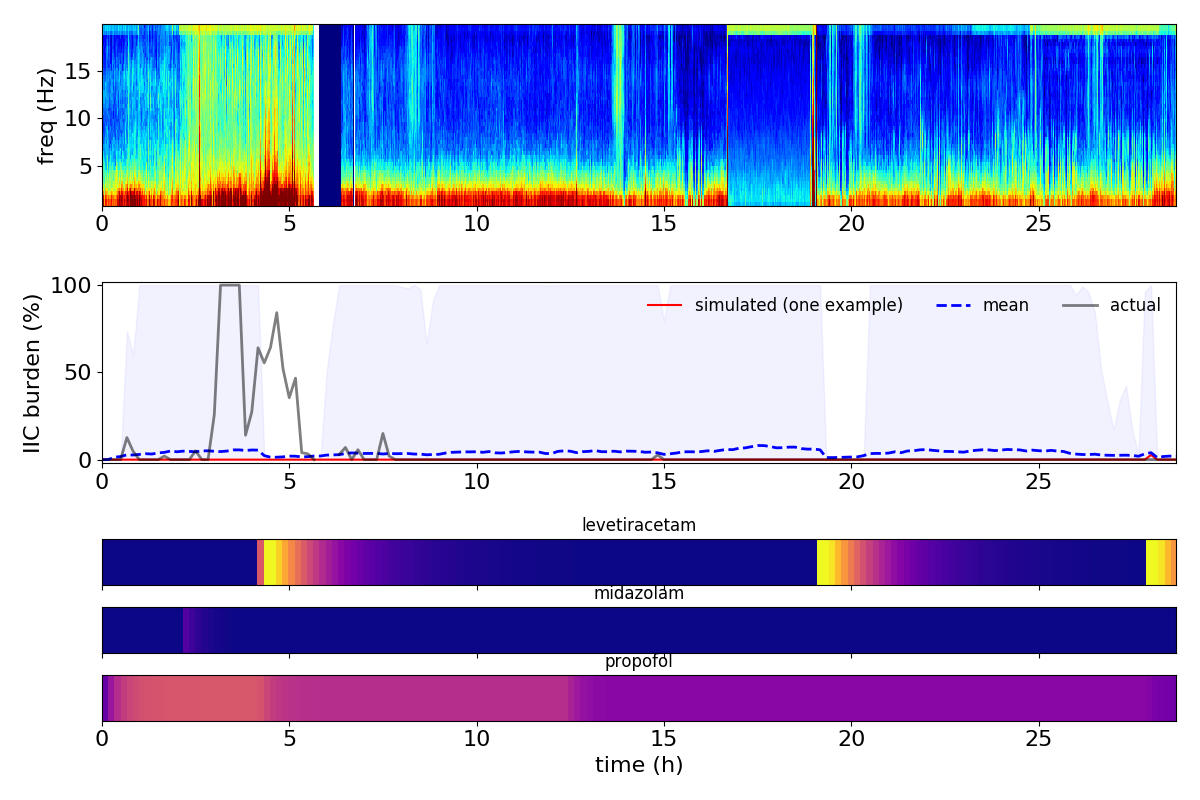 freq (Hz)
15
10
5
0 5 10 15 20 25
IIC burden (%)
100
50
0
simulated (one example) mean actual
0 5 10 15 20 25
levetiracetam
midazolam
propofol
0 5 10 15 20 25
time (h)